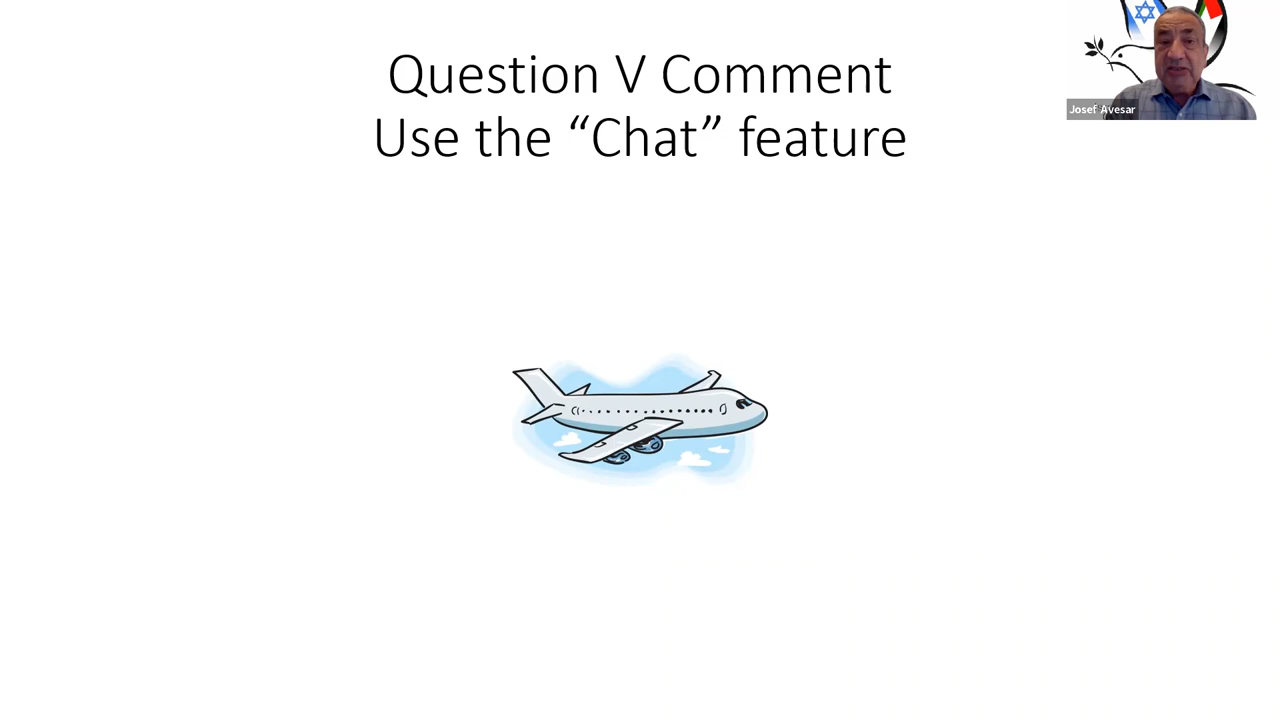 Question V Comment
Use the “Chat” feature
Josef Avesar